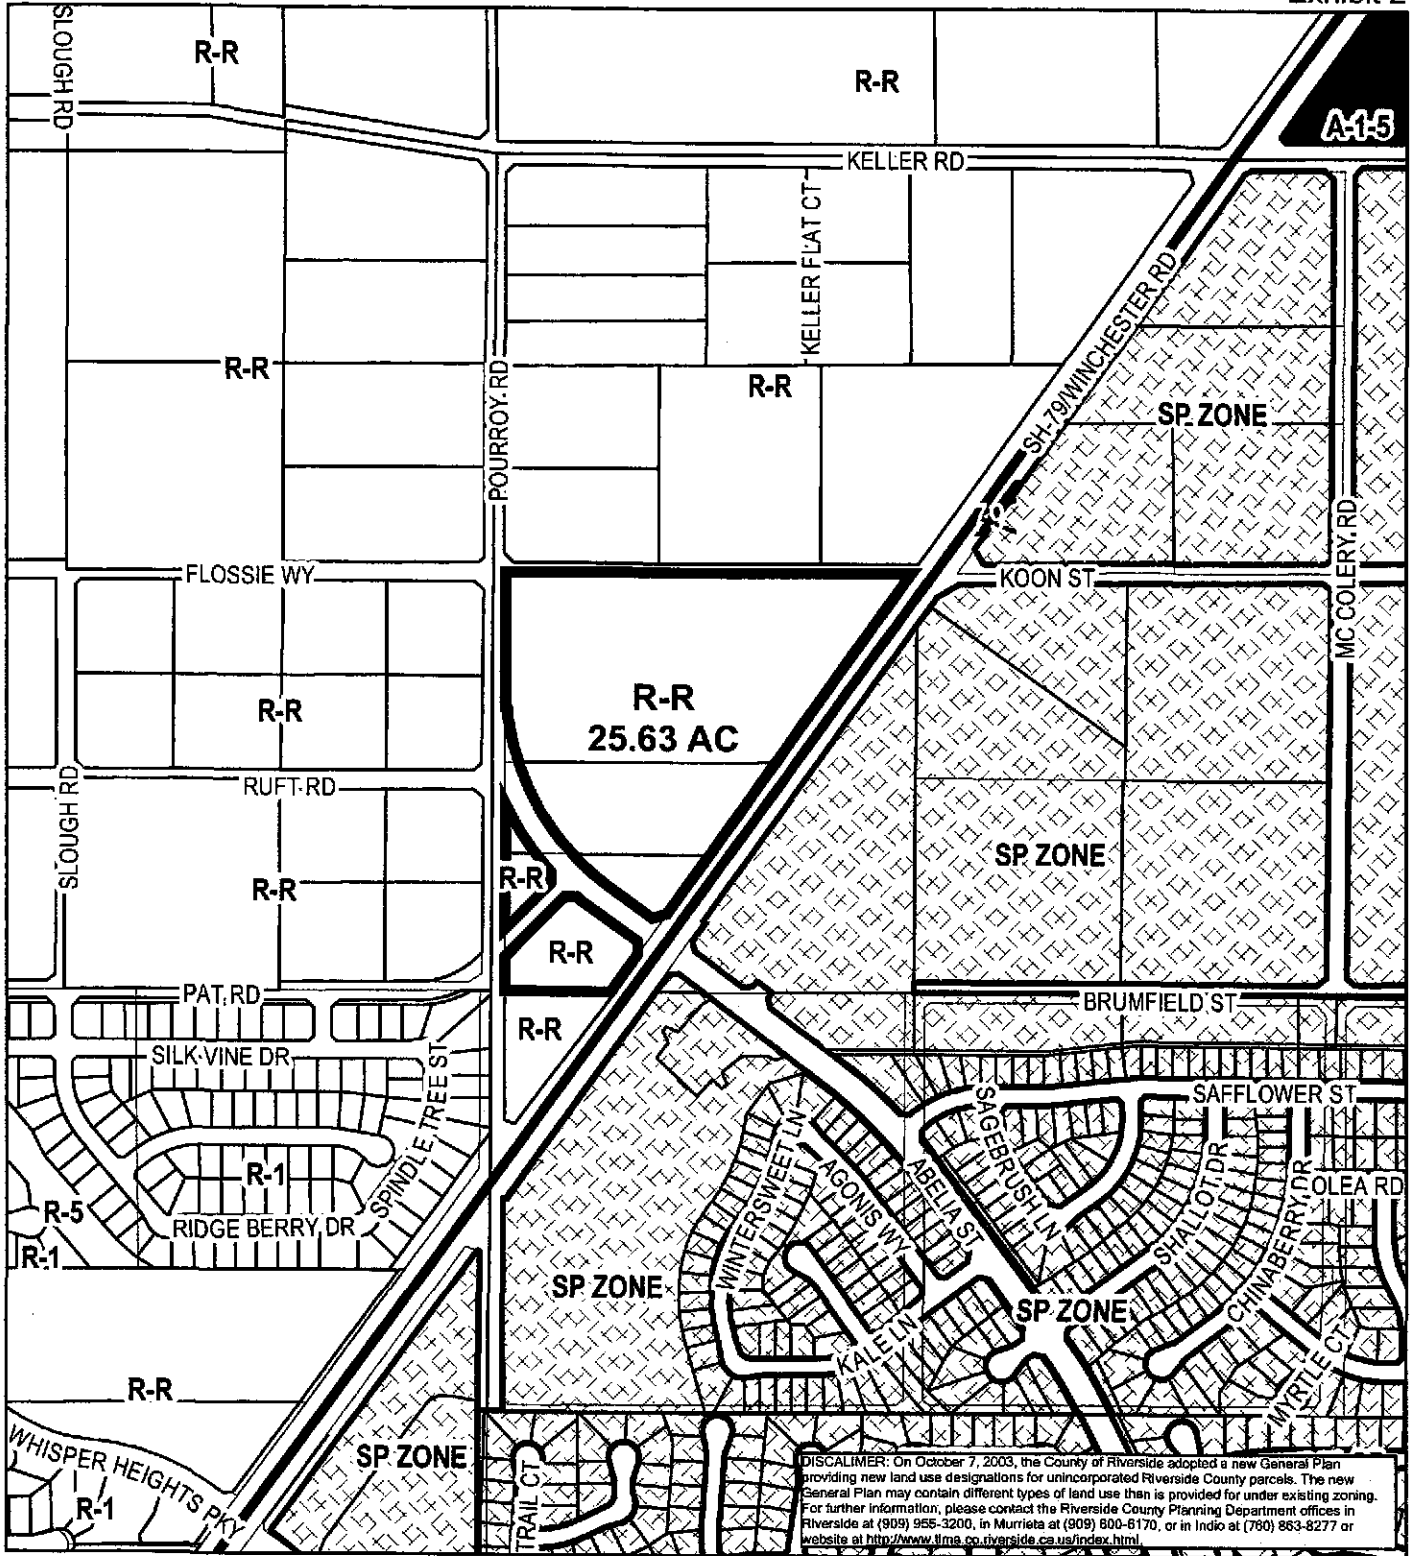 Exhibit 2
SLOUGH RD
R-R
R-R
A-1-5
KELLER RD
KELLER FLAT CT
SH-79/WINCHESTER RD
R-R
POURROY RD
R-R
SP ZONE
79
MC COLERY RD
FLOSSIE WY
KOON ST
R-R
25.63 AC
R-R
RUFT RD
SLOUGH RD
SP ZONE
R-R
R-R
R-R
PAT RD
BRUMFIELD ST
R-R
SILK VINE DR
SPINDLE TREE ST
SAFFLOWER ST
SAGEBRUSH LN
WINTERSWEET LN
AGONIS WY
ABELIA ST
SHALLOT DR
CHINABERRY DR
OLEA RD
R-1
R-5
RIDGE BERRY DR
R-1
SP ZONE
SP ZONE
KALE LN
MYRTLE CT
R-R
WHISPER HEIGHTS PKY
SP ZONE
R-1
TRAIL CT
DISCALIMER: On October 7, 2003, the County of Riverside adopted a new General Plan
providing new land use designations for unincorporated Riverside County parcels. The new
General Plan may contain different types of land use than is provided for under existing zoning.
For further information, please contact the Riverside County Planning Department offices in
Riverside at (909) 955-3200, in Murrieta at (909) 600-6170, or in Indio at (760) 863-8277 or
website at http://www.tlma.co.riverside.ca.us/index.html.